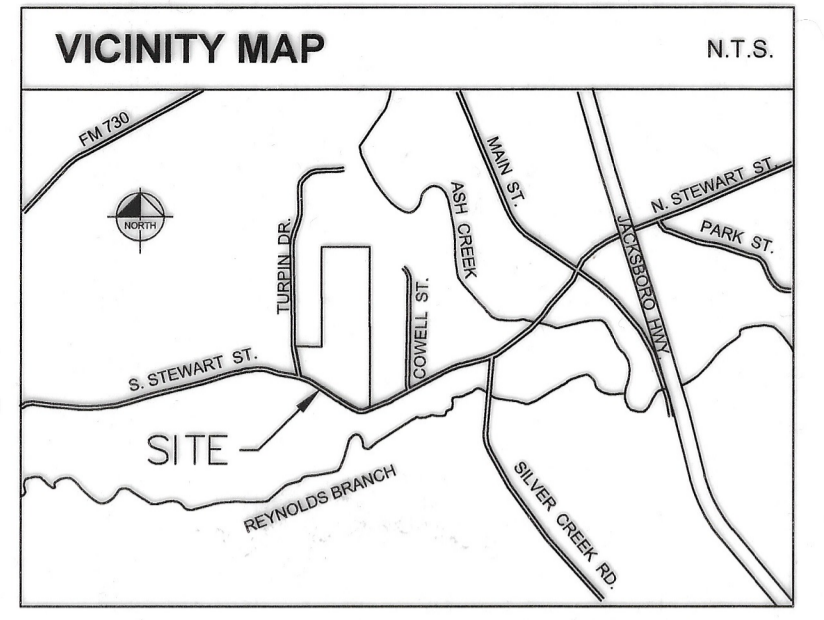 VICINITY MAP
N.T.S.
FM 730
MAIN ST.
N. STEWART ST.
ASH CREEK
NORTH
TURPIN DR.
JACKSBORO HWY.
PARK ST.
COWELL ST.
S. STEWART ST.
SITE
REYNOLDS BRANCH
SILVER CREEK RD.